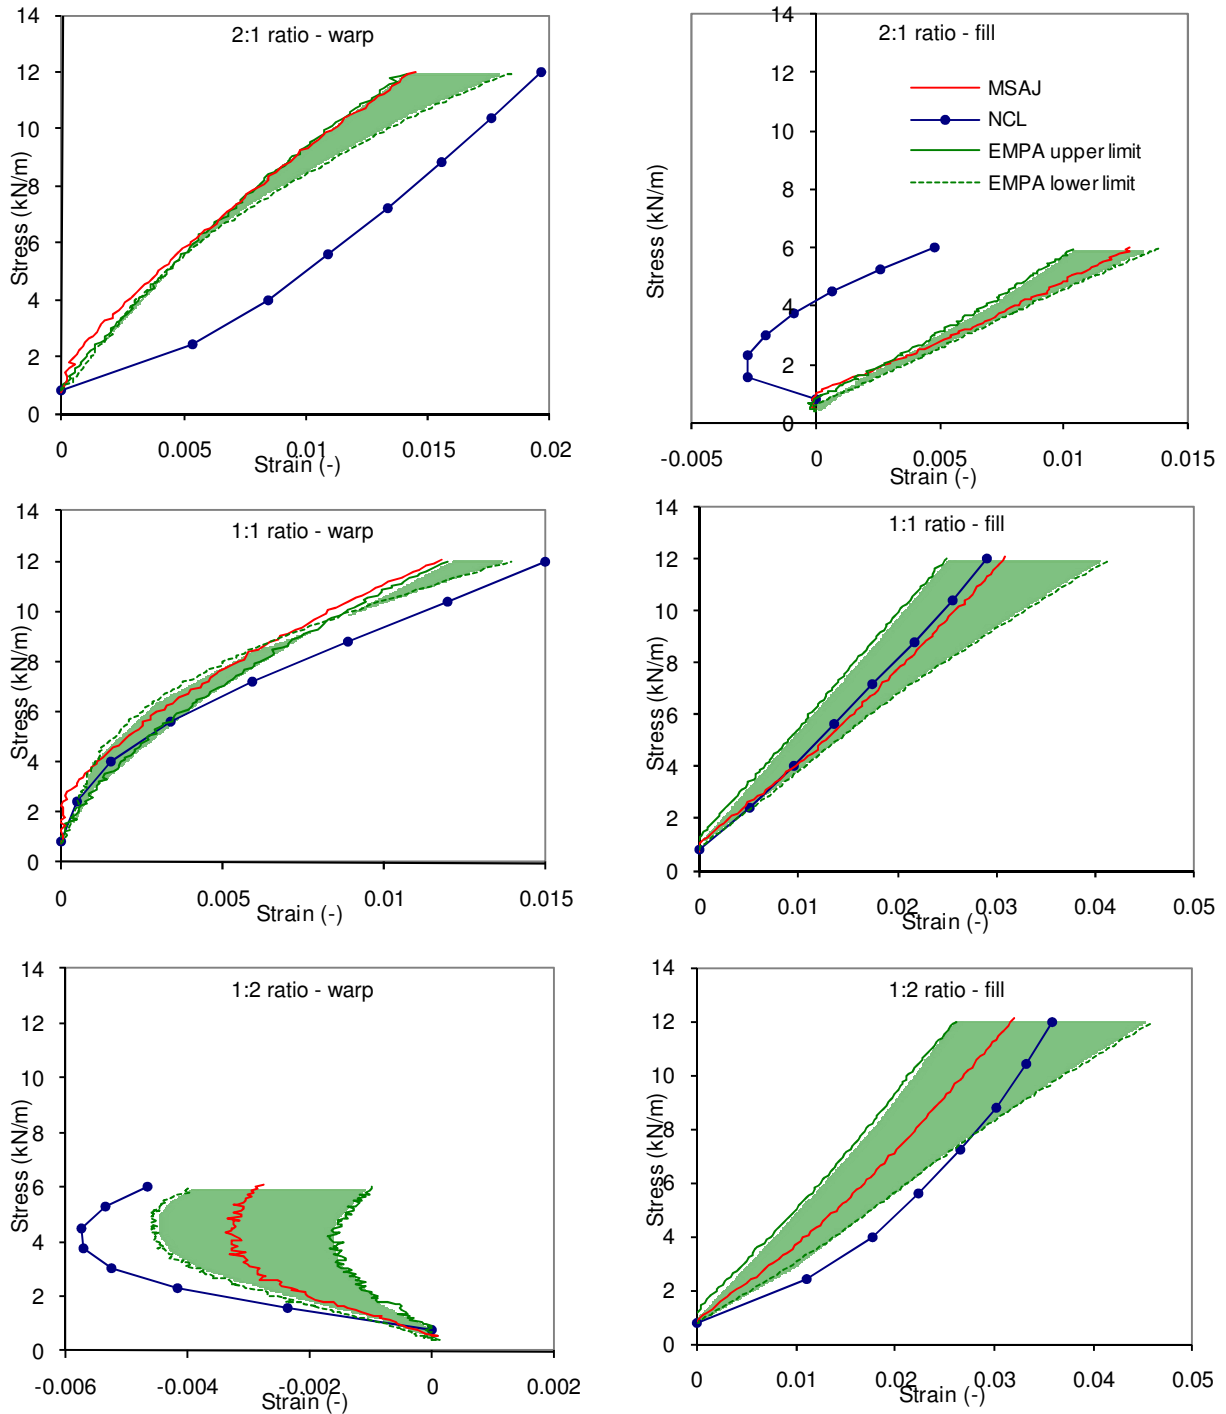 2:1 ratio - warp
Stress (kN/m)
14
12
10
8
6
4
2
0
0 0.005 0.01 0.015 0.02
Strain (-)
2:1 ratio - fill
MSAJ
NCL
EMPA upper limit
EMPA lower limit
Stress (kN/m)
14
12
10
8
6
4
2
0
-0.005 0 0.005 0.01 0.015
Strain (-)
1:1 ratio - warp
Stress (kN/m)
14
12
10
8
6
4
2
0
0 0.005 0.01 0.015
Strain (-)
1:1 ratio - fill
Stress (kN/m)
14
12
10
8
6
4
2
0
0 0.01 0.02 0.03 0.04 0.05
Strain (-)
1:2 ratio - warp
Stress (kN/m)
14
12
10
8
6
4
2
0
-0.006 -0.004 -0.002 0 0.002
Strain (-)
1:2 ratio - fill
Stress (kN/m)
14
12
10
8
6
4
2
0
0 0.01 0.02 0.03 0.04 0.05
Strain (-)